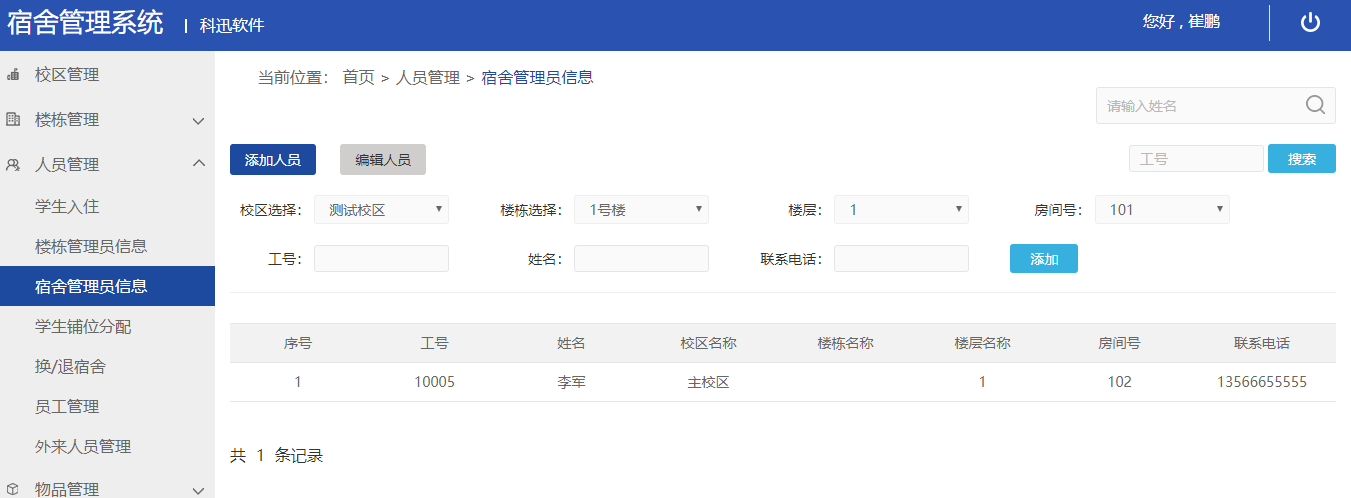 宿舍管理系统 | 科迅软件 您好 , 崔鹏
校区管理
楼栋管理
人员管理
学生入住
楼栋管理员信息
宿舍管理员信息
学生铺位分配
换/退宿舍
员工管理
外来人员管理
物品管理
当前位置： 首页 > 人员管理 > 宿舍管理员信息
请输入姓名
添加人员 编辑人员 工号 搜索
校区选择： 测试校区 楼栋选择： 1号楼 楼层： 1 房间号： 101
工号： 姓名： 联系电话： 添加
序号 工号 姓名 校区名称 楼栋名称 楼层名称 房间号 联系电话
1 10005 李军 主校区 1 102 13566655555
共 1 条记录